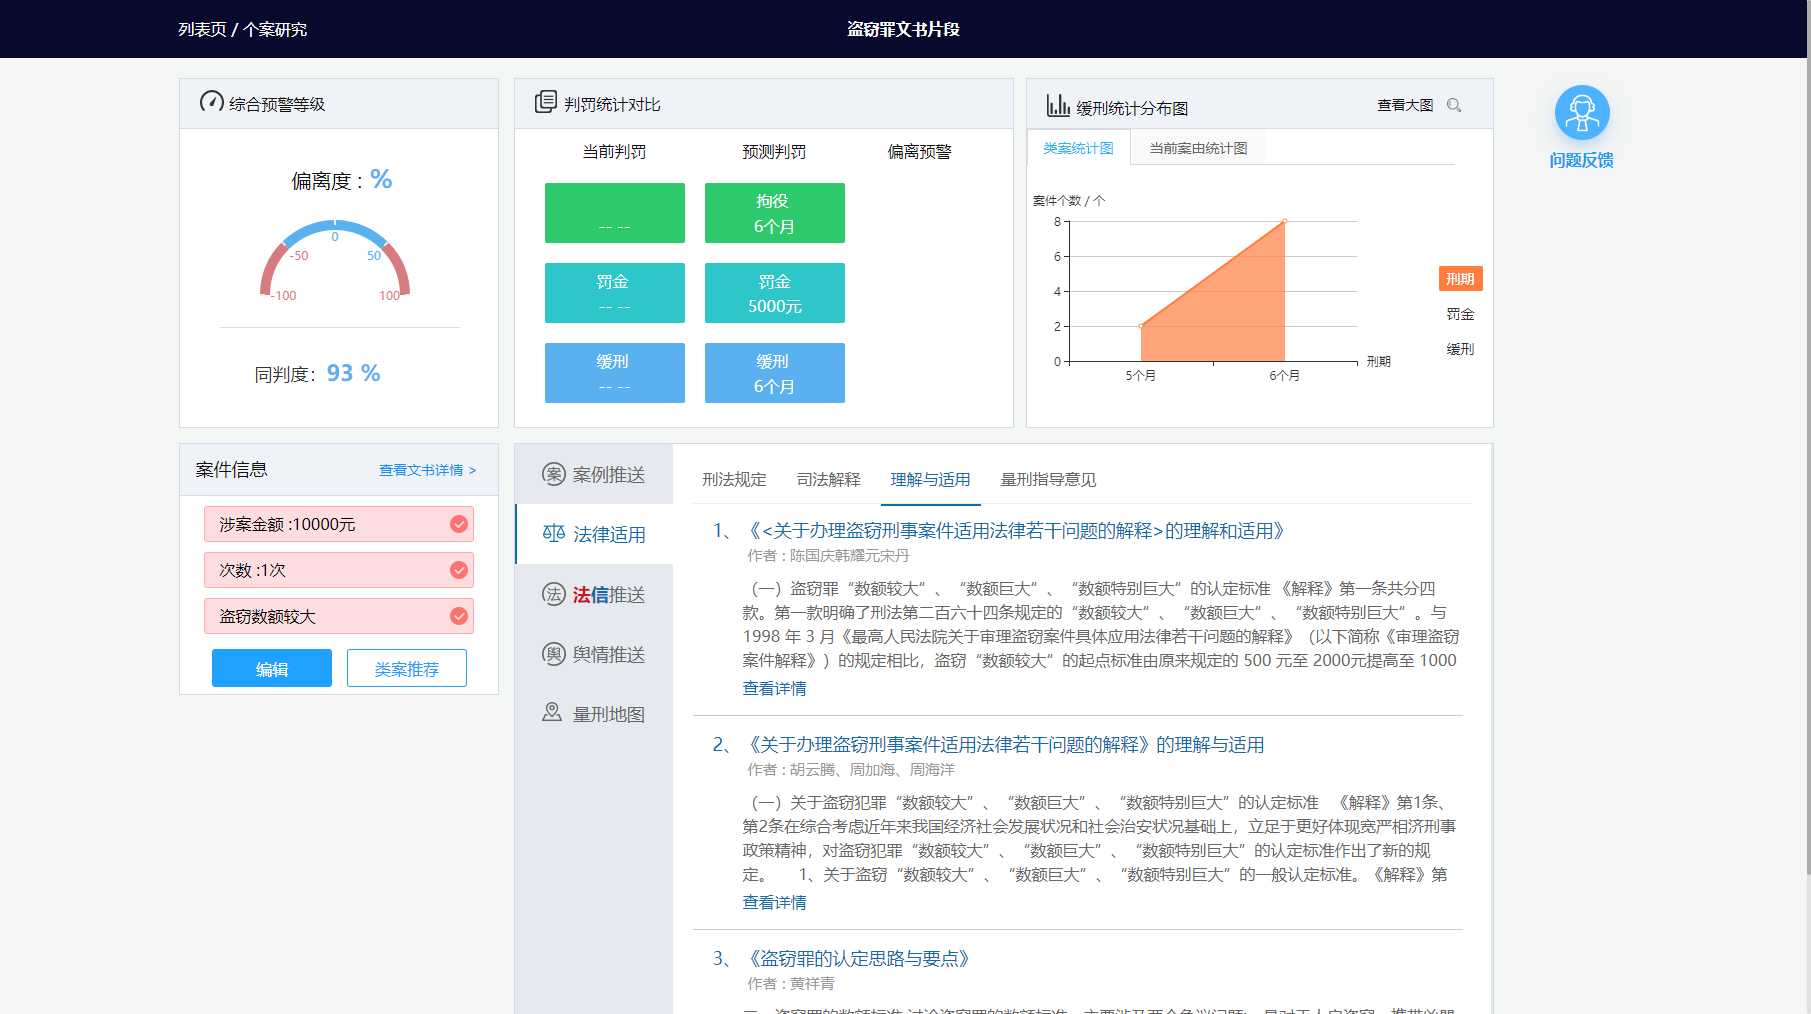 列表页 / 个案研究
盗窃罪文书片段
综合预警等级
偏离度 : %
0
-50
50
-100
100
同判度： 93 %
判罚统计对比
当前判罚 预测判罚 偏离预警
-- --
拘役
6个月
罚金
-- --
罚金
5000元
缓刑
-- --
缓刑
6个月
缓刑统计分布图
查看大图
类案统计图 当前案由统计图
案件个数 / 个
8
6
4
2
0
5个月
6个月
刑期
刑期
罚金
缓刑
问题反馈
案件信息
查看文书详情 >
涉案金额 :10000元
次数 :1次
盗窃数额较大
编辑
类案推荐
案 案例推送
法律适用
法 法信推送
舆 舆情推送
量刑地图
刑法规定 司法解释 理解与适用 量刑指导意见
1、 《<关于办理盗窃刑事案件适用法律若干问题的解释>的理解和适用》
作者 : 陈国庆韩耀元宋丹
（一）盗窃罪“数额较大”、 “数额巨大”、 “数额特别巨大”的认定标准 《解释》第一条共分四
款。第一款明确了刑法第二百六十四条规定的“数额较大”、“数额巨大”、 “数额特别巨大”。与
1998 年 3 月《最高人民法院关于审理盗窃案件具体应用法律若干问题的解释》（以下简称《审理盗窃
案件解释》）的规定相比，盗窃“数额较大”的起点标准由原来规定的 500 元至 2000元提高至 1000
查看详情
2、 《关于办理盗窃刑事案件适用法律若干问题的解释》的理解与适用
作者 : 胡云腾、周加海、周海洋
（一）关于盗窃犯罪“数额较大”、 “数额巨大”、 “数额特别巨大”的认定标准 《解释》第1条、
第2条在综合考虑近年来我国经济社会发展状况和社会治安状况基础上，立足于更好体现宽严相济刑事
政策精神，对盗窃犯罪“数额较大”、 “数额巨大”、 “数额特别巨大”的认定标准作出了新的规
定。 1、关于盗窃“数额较大”、 “数额巨大”、 “数额特别巨大”的一般认定标准。《解释》第
查看详情
3、 《盗窃罪的认定思路与要点》
作者 : 黄祥青